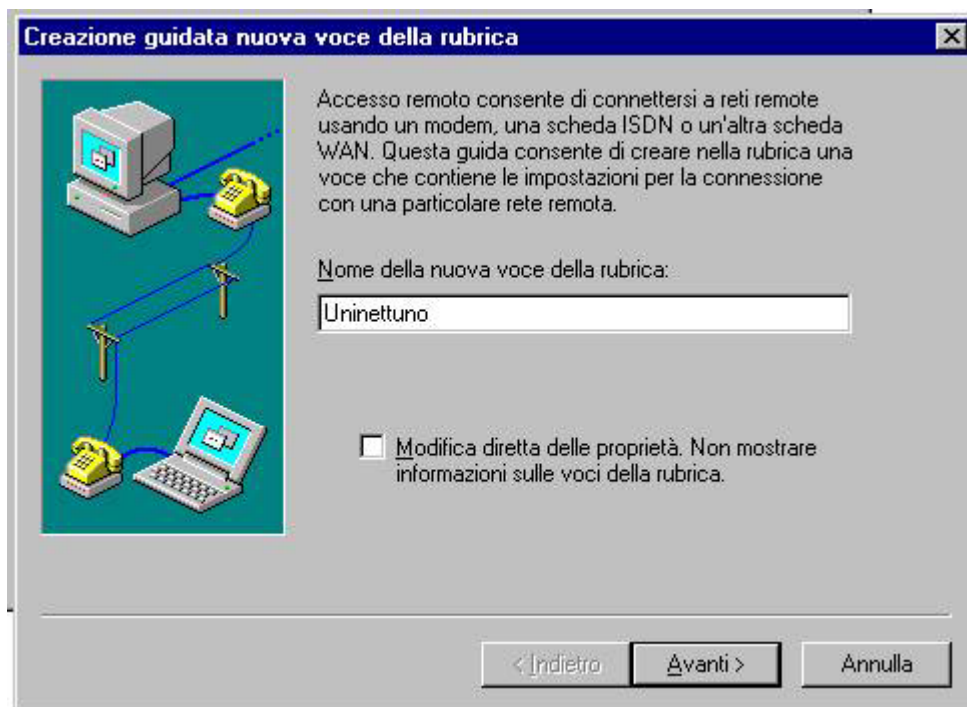 Creazione guidata nuova voce della rubrica
Accesso remoto consente di connettersi a reti remote
usando un modem, una scheda ISDN o un'altra scheda
WAN. Questa guida consente di creare nella rubrica una
voce che contiene le impostazioni per la connessione
con una particolare rete remota.
Nome della nuova voce della rubrica:
Uninettuno
Modifica diretta delle proprietà. Non mostrare
informazioni sulle voci della rubrica.
< Indietro
Avanti >
Annulla